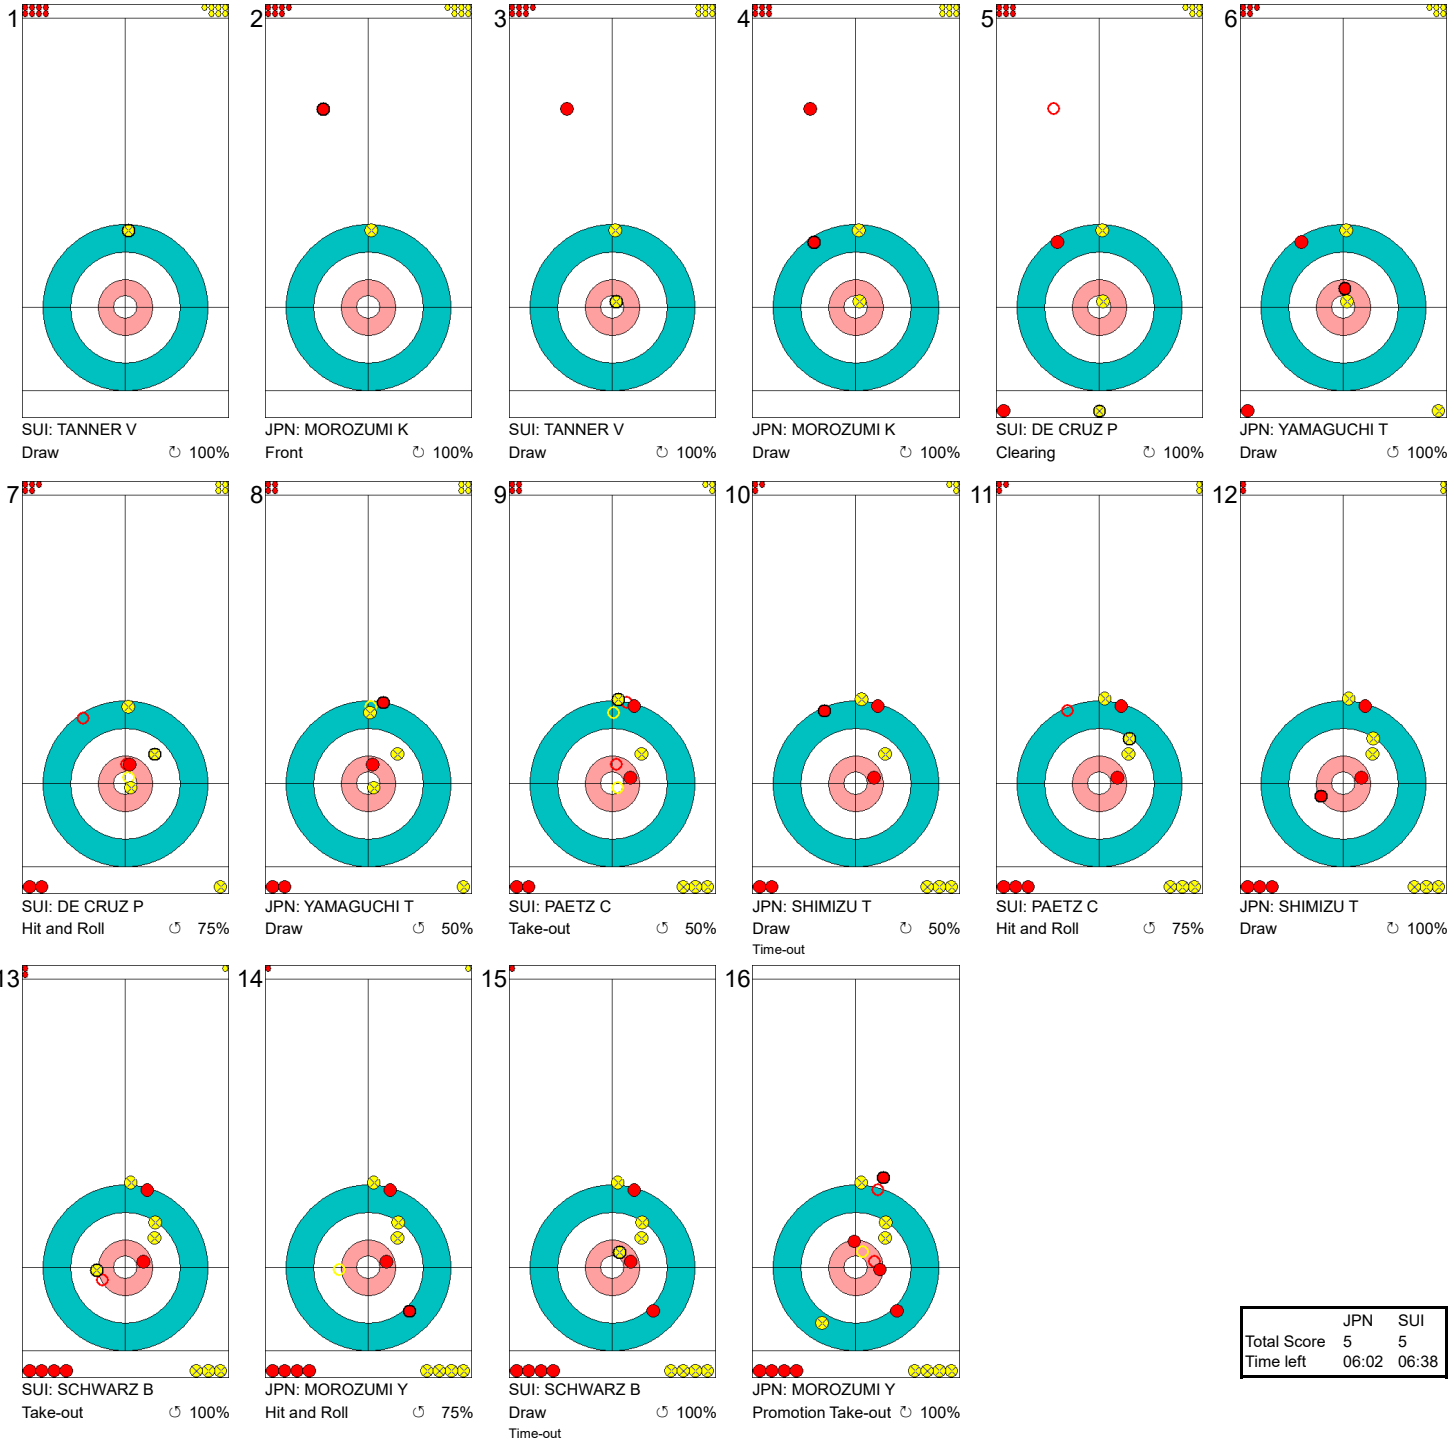 1
2
3
4
5
6
SUI: TANNER V
Draw 100%
JPN: MOROZUMI K
Front 100%
SUI: TANNER V
Draw 100%
JPN: MOROZUMI K
Draw 100%
SUI: DE CRUZ P
Clearing 100%
JPN: YAMAGUCHI T
Draw 100%
7
8
9
10
11
12
SUI: DE CRUZ P
Hit and Roll 75%
JPN: YAMAGUCHI T
Draw 50%
SUI: PAETZ C
Take-out 50%
JPN: SHIMIZU T
Draw 50%
Time-out
SUI: PAETZ C
Hit and Roll 75%
JPN: SHIMIZU T
Draw 100%
13
14
15
16
SUI: SCHWARZ B
Take-out 100%
JPN: MOROZUMI Y
Hit and Roll 75%
SUI: SCHWARZ B
Draw 100%
Time-out
JPN: MOROZUMI Y
Promotion Take-out 100%
JPN SUI
Total Score 5 5
Time left 06:02 06:38